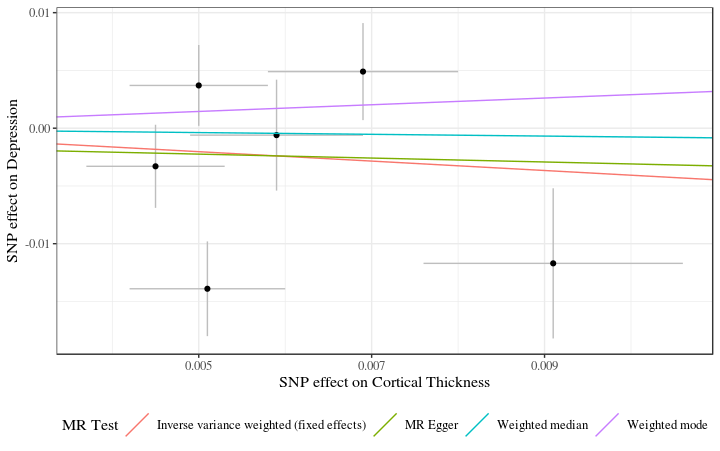 0.01
0.00
-0.01
SNP effect on Depression
0.005 0.007 0.009
SNP effect on Cortical Thickness
MR Test Inverse variance weighted (fixed effects) MR Egger Weighted median Weighted mode